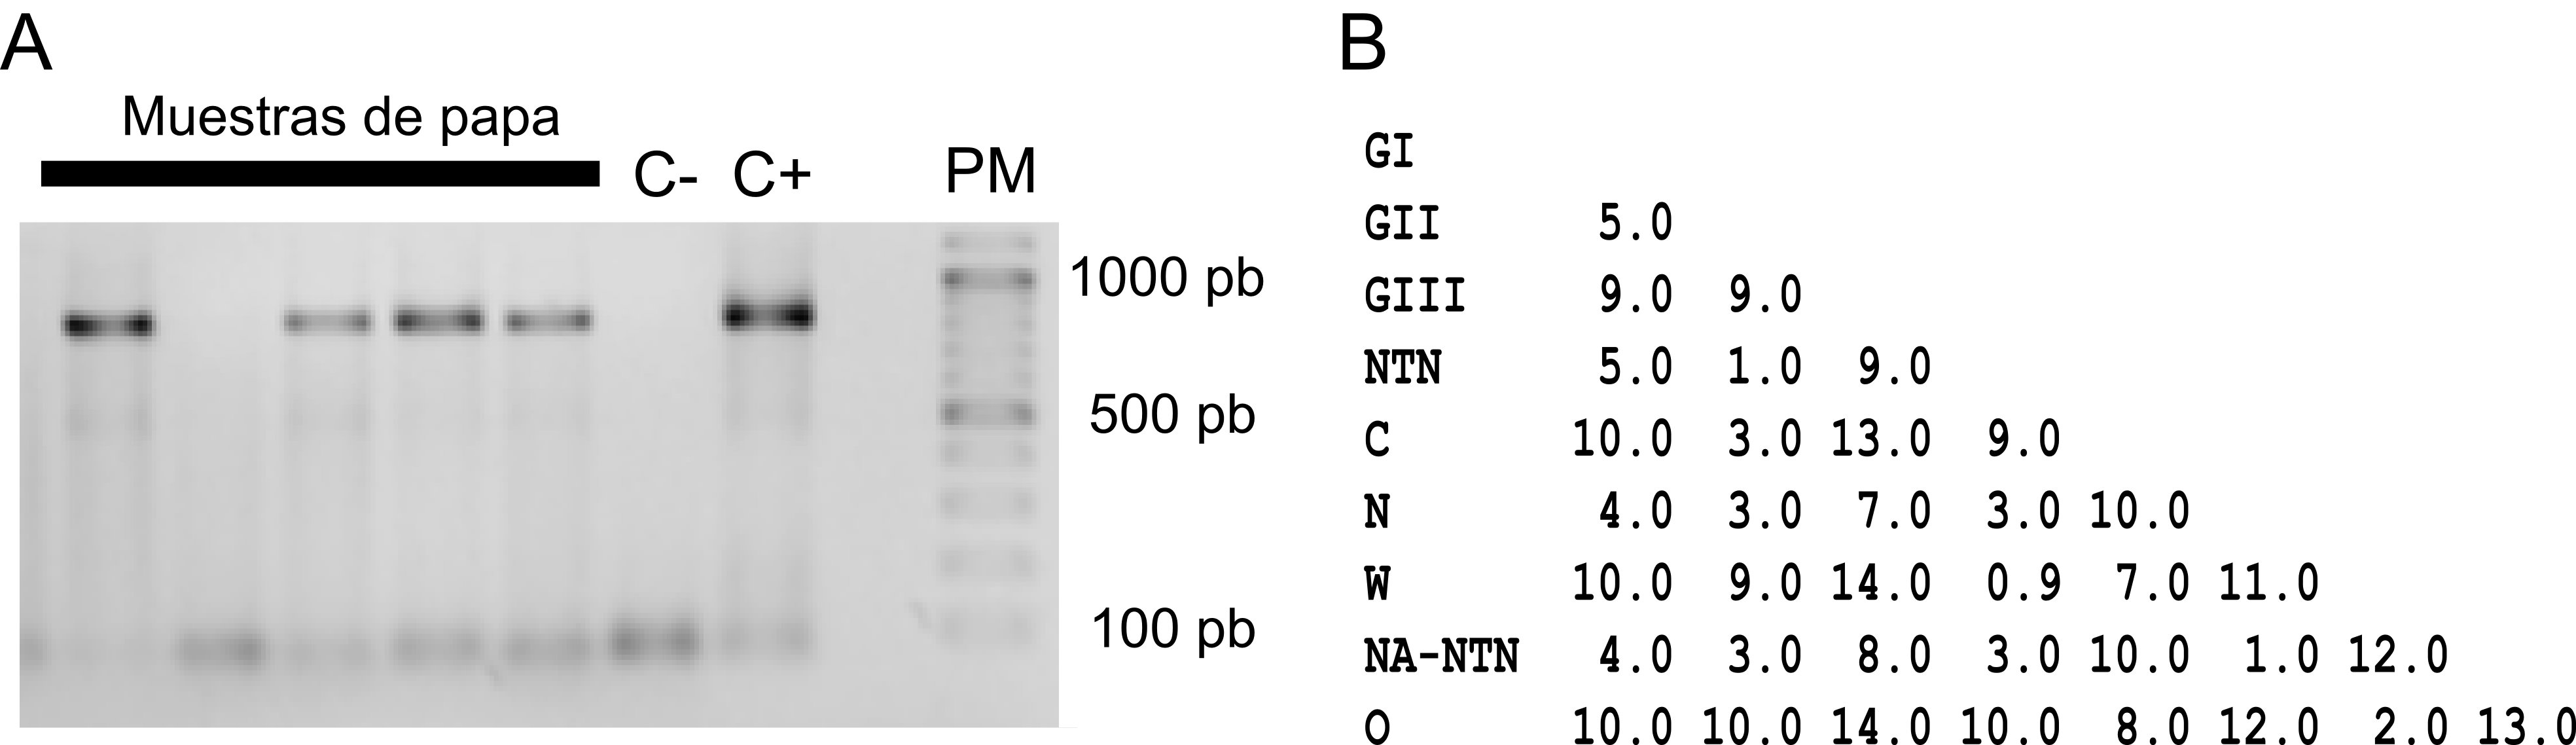 A
Muestras de papa
C- C+ PM
1000 pb
500 pb
100 pb
B
GI
GII 5.0
GIII 9.0 9.0
NTN 5.0 1.0 9.0
C 10.0 3.0 13.0 9.0
N 4.0 3.0 7.0 3.0 10.0
W 10.0 9.0 14.0 0.9 7.0 11.0
NA-NTN 4.0 3.0 8.0 3.0 10.0 1.0 12.0
O 10.0 10.0 14.0 10.0 8.0 12.0 2.0 13.0